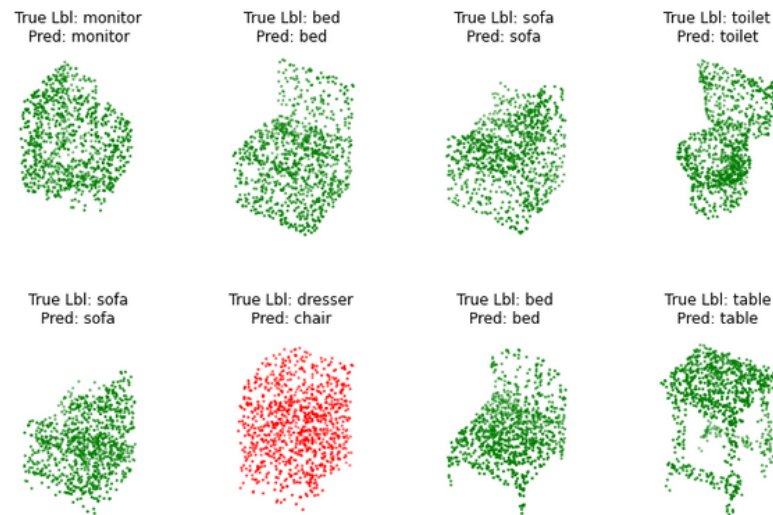 True Lbl: monitor
Pred: monitor
True Lbl: bed
Pred: bed
True Lbl: sofa
Pred: sofa
True Lbl: toilet
Pred: toilet
True Lbl: sofa
Pred: sofa
True Lbl: dresser
Pred: chair
True Lbl: bed
Pred: bed
True Lbl: table
Pred: table